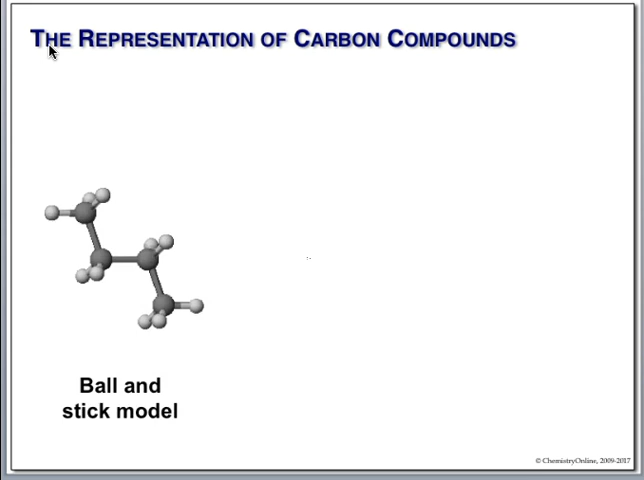 THE REPRESENTATION OF CARBON COMPOUNDS
Ball and
stick model
© ChemistryOnline, 2009-2017